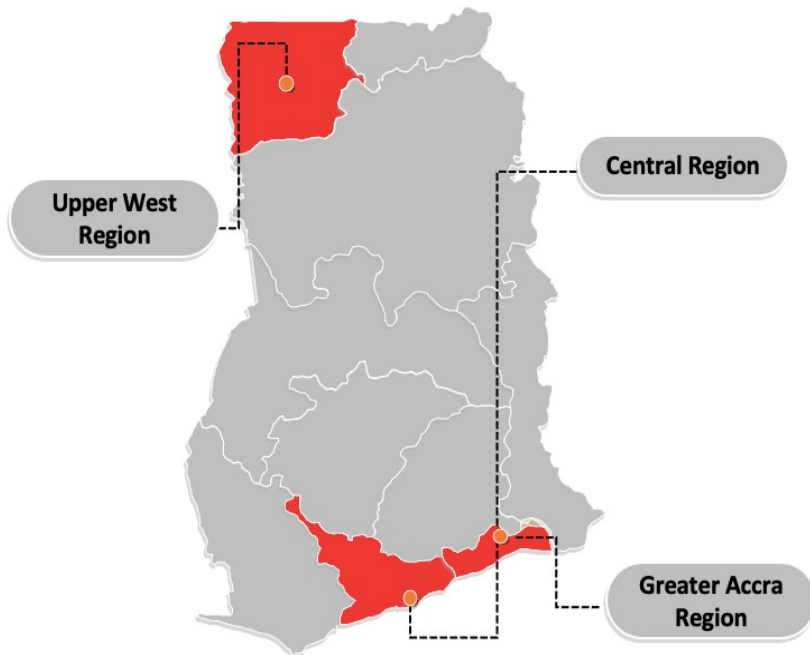 Central Region
Upper West
Region
Greater Accra
Region